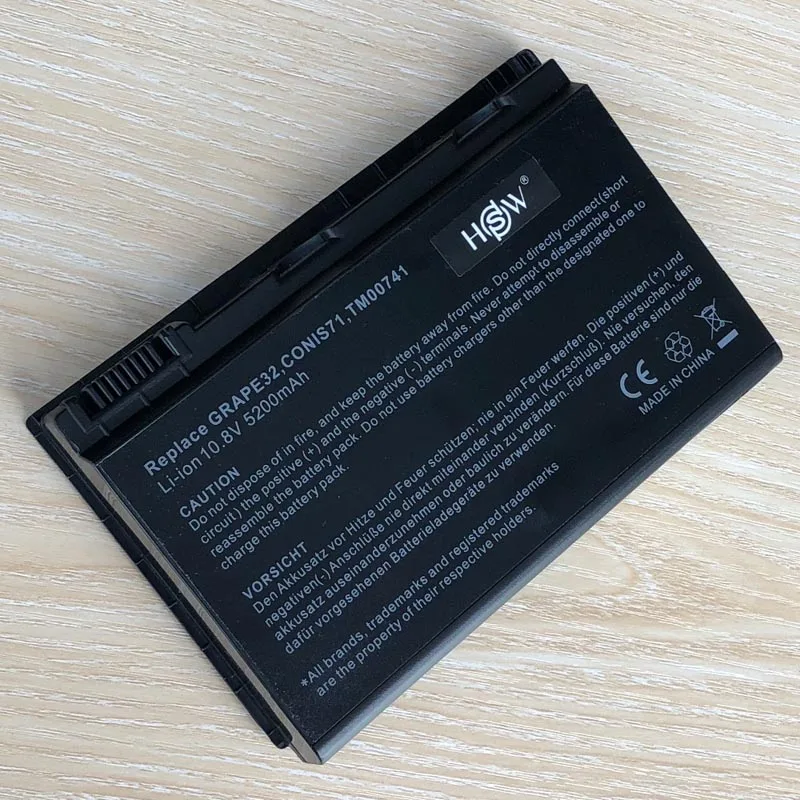 HSW®
Replace GRAPE32,CONIS71,TM00741
Li-ion 10.8V 5200mAh
CAUTION
Do not dispose of in fire, and keep the battery away from fire. Do not directly connect(short
circuit) the positive (+) and the negative (-) terminals. Never attempt to disassemble or
reassemble the battery pack. Do not use battery chargers other than the designated one to
charge this battery pack.
VORSICHT
Den Akkusatz vor Hitze und Feuer schützen; nie in ein Feuer werfen. Die positiven (+) und
negativen(-) Anschlüße nie direkt miteinander verbinden (Kurzschluß). Nie versuchen, den
akkusatz auseinanderzunehmen oder umzubauen. Für diese Batterien sind nur die
dafür vorgesehenen Batterieladegeräte zu verwenden.
*All brands, trademarks and registered trademarks
are the property of their respective holders.
CE
MADE IN CHINA